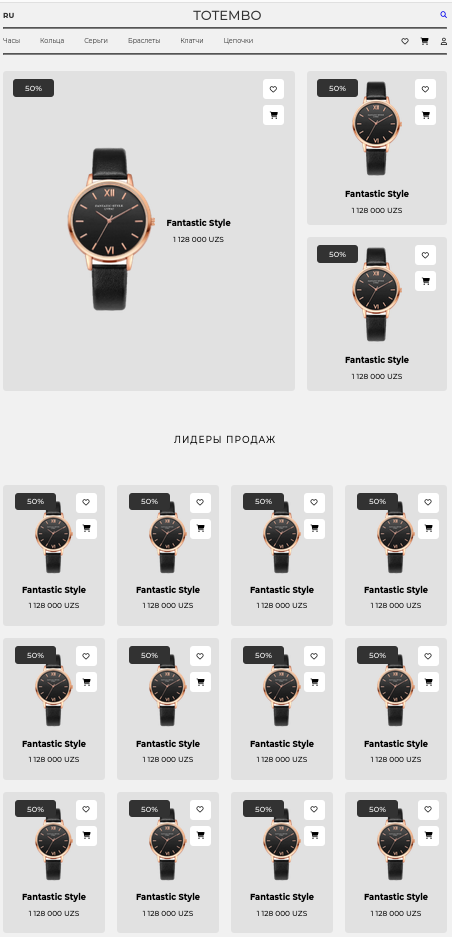 RU
TOTEMBO
Часы Кольца Серьги Браслеты Клатчи Цепочки
50%
XII
VI
Fantastic Style
1 128 000 UZS
50%
Fantastic Style
1 128 000 UZS
50%
Fantastic Style
1 128 000 UZS
ЛИДЕРЫ ПРОДАЖ
50% 50% 50% 50%
Fantastic Style Fantastic Style Fantastic Style Fantastic Style
1 128 000 UZS 1 128 000 UZS 1 128 000 UZS 1 128 000 UZS
50% 50% 50% 50%
Fantastic Style Fantastic Style Fantastic Style Fantastic Style
1 128 000 UZS 1 128 000 UZS 1 128 000 UZS 1 128 000 UZS
50% 50% 50% 50%
Fantastic Style Fantastic Style Fantastic Style Fantastic Style
1 128 000 UZS 1 128 000 UZS 1 128 000 UZS 1 128 000 UZS